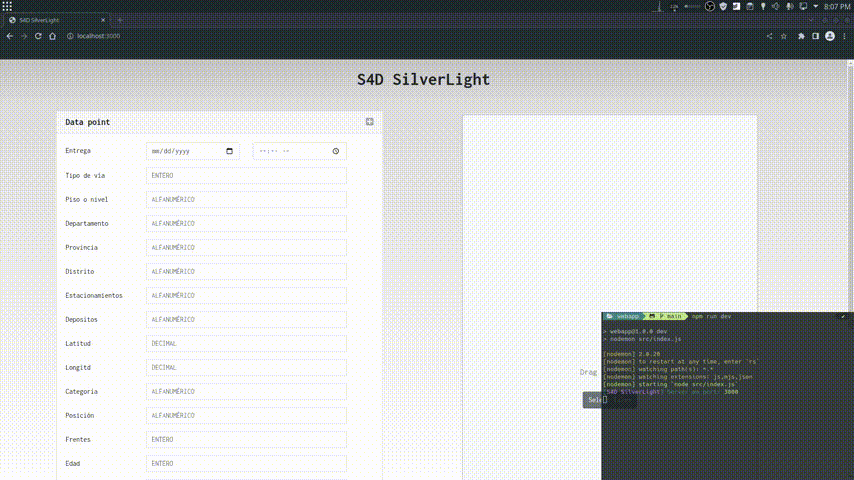 8:07 PM
S4D SilverLight
localhost:3000
S4D SilverLight
Data point
Entrega
mm/dd/yyyy
--:-- --
Tipo de vía
ENTERO
Piso o nivel
ALFANUMÉRICO
Departamento
ALFANUMÉRICO
Provincia
ALFANUMÉRICO
Distrito
ALFANUMÉRICO
Estacionamientos
ALFANUMÉRICO
Depositos
ALFANUMÉRICO
Latitud
DECIMAL
Longitd
DECIMAL
Categoría
ALFANUMÉRICO
Posición
ALFANUMÉRICO
Frentes
ENTERO
Edad
ENTERO
Drag
Sele
webapp main npm run dev
> webapp@1.0.0 dev
> nodemon src/index.js
[nodemon] 2.0.20
[nodemon] to restart at any time, enter `rs`
[nodemon] watching path(s): *.*
[nodemon] watching extensions: js,mjs,json
[nodemon] starting `node src/index.js`
[S4D SilverLight] Server on port: 3000